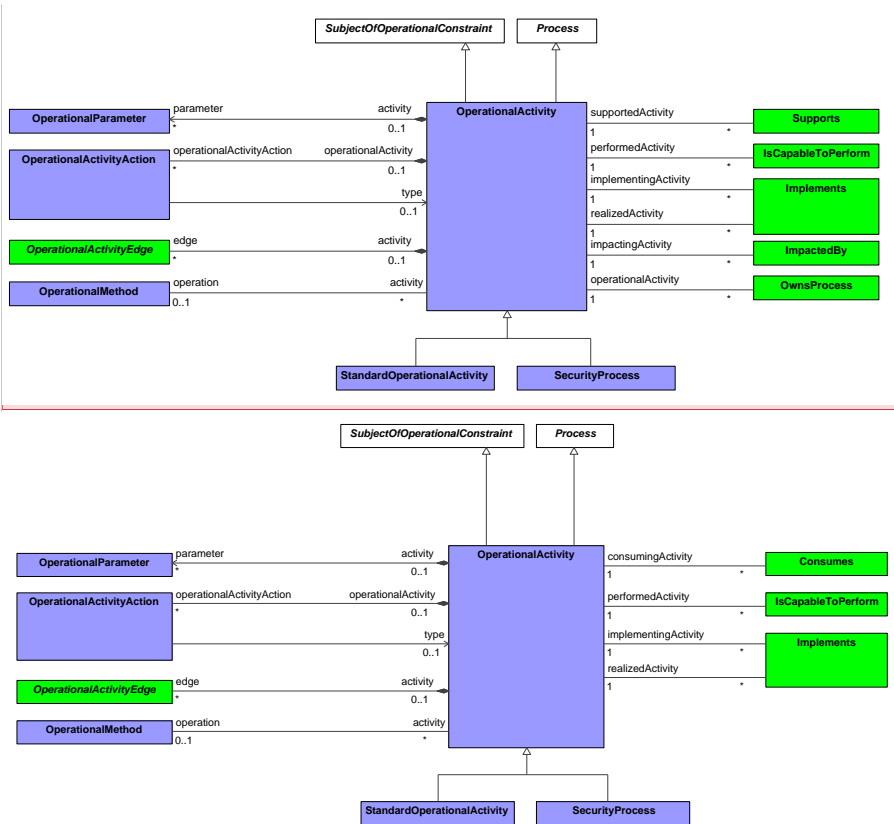 SubjectOfOperationalConstraint
Process
OperationalActivity
OperationalParameter
parameter
*
activity
0..1
OperationalActivityAction
operationalActivityAction
*
operationalActivity
0..1
type
0..1
OperationalActivityEdge
edge
*
activity
0..1
OperationalMethod
operation
0..1
activity
*
supportedActivity
1
*
Supports
performedActivity
1
*
IsCapableToPerform
implementingActivity
1
*
Implements
realizedActivity
1
*
impactingActivity
1
*
ImpactedBy
operationalActivity
1
*
OwnsProcess
StandardOperationalActivity
SecurityProcess
SubjectOfOperationalConstraint
Process
OperationalActivity
OperationalParameter
parameter
*
activity
0..1
OperationalActivityAction
operationalActivityAction
*
operationalActivity
0..1
type
0..1
OperationalActivityEdge
edge
*
activity
0..1
OperationalMethod
operation
0..1
activity
*
consumingActivity
1
*
Consumes
performedActivity
1
*
IsCapableToPerform
implementingActivity
1
*
Implements
realizedActivity
1
*
StandardOperationalActivity
SecurityProcess